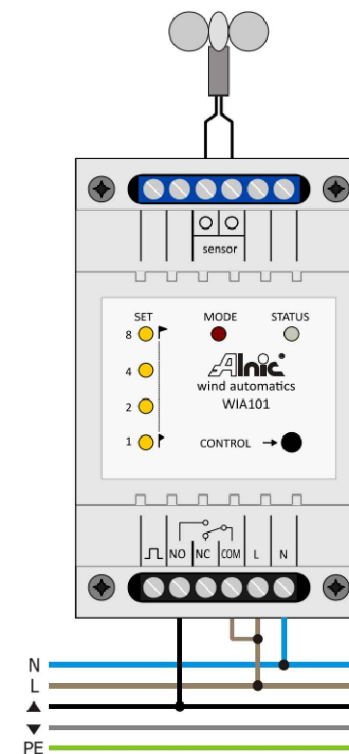 sensor
SET MODE STATUS
8
4
Alnic®
wind automatics
2
WIA101
1 CONTROL
NO NC COM L N
N
L
PE